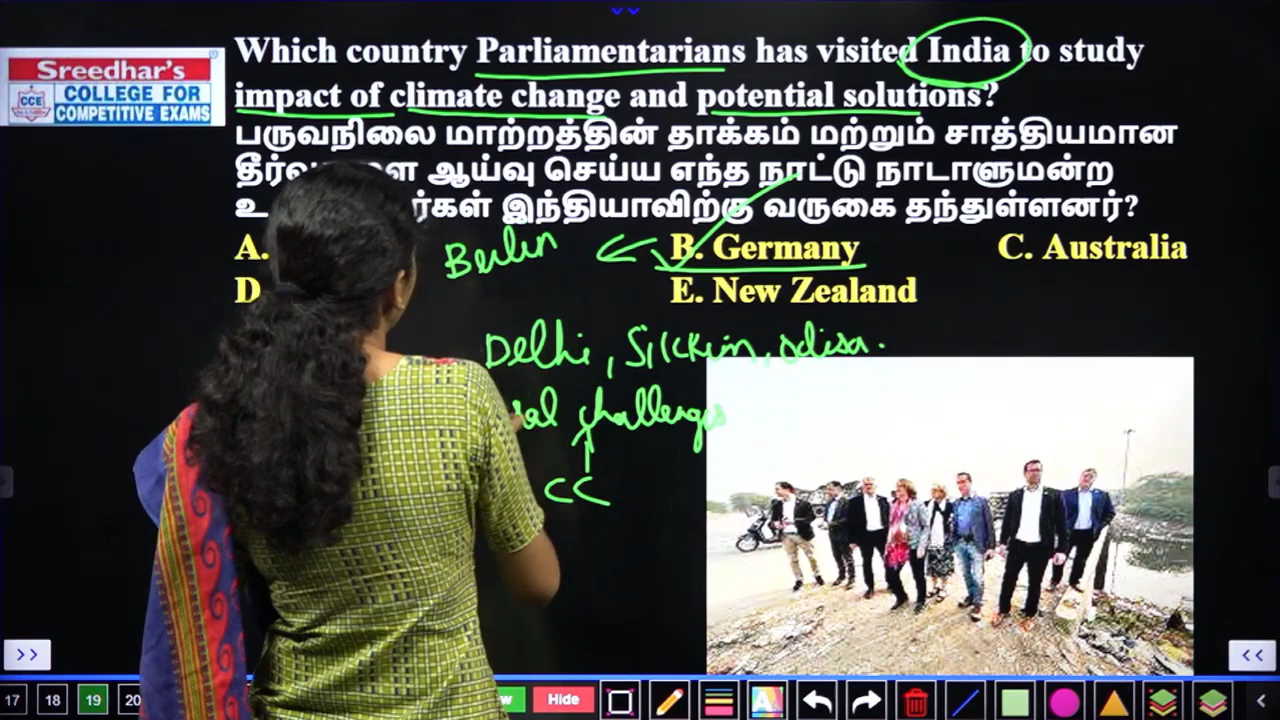 Sreedhar's
CCE
COLLEGE FOR
COMPETITIVE EXAMS
Which country Parliamentarians has visited India to study
impact of climate change and potential solutions?
பருவநிலை மாற்றத்தின் தாக்கம் மற்றும் சாத்தியமான
ஆய்வு செய்ய எந்த நாட்டு நாடாளுமன்ற
இந்தியாவிற்கு வருகை தந்துள்ளனர்?
A. Berlin B. Germany C. Australia
D E. New Zealand
Delhi, Sikkim, odisa.
challenges
CC
>>
<<
17 18 19 20 Hide